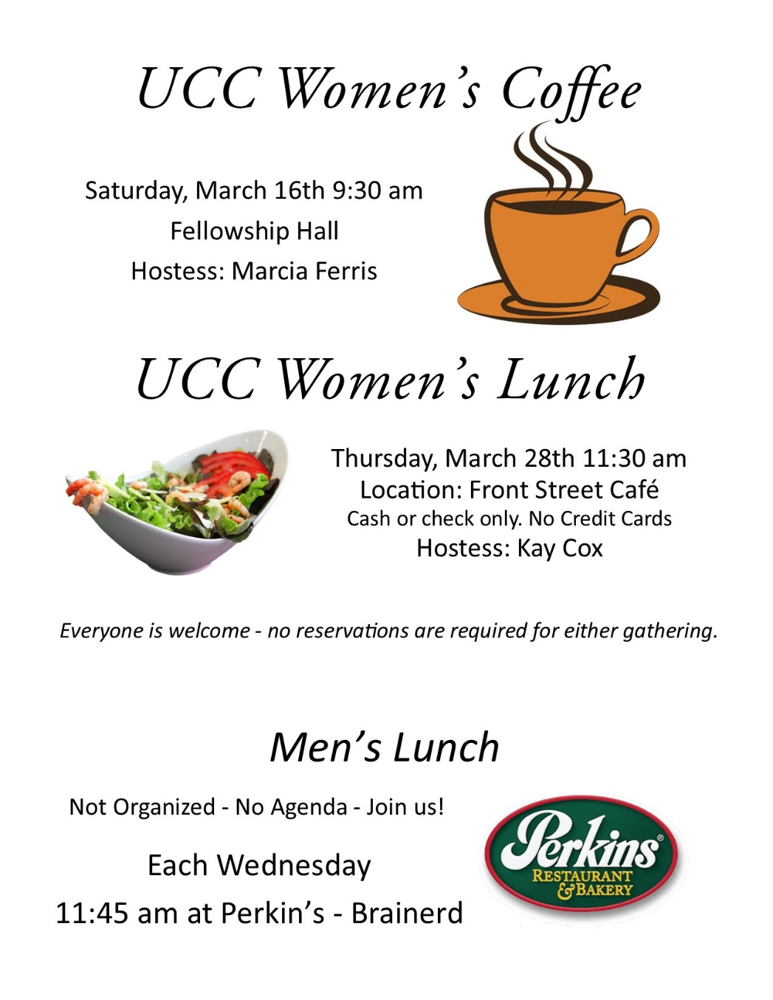 UCC Women’s Coffee
Saturday, March 16th 9:30 am
Fellowship Hall
Hostess: Marcia Ferris
UCC Women’s Lunch
Thursday, March 28th 11:30 am
Location: Front Street Café
Cash or check only. No Credit Cards
Hostess: Kay Cox
Everyone is welcome - no reservations are required for either gathering.
Men’s Lunch
Not Organized - No Agenda - Join us!
Each Wednesday
11:45 am at Perkin’s - Brainerd
Perkins®
RESTAURANT
& BAKERY